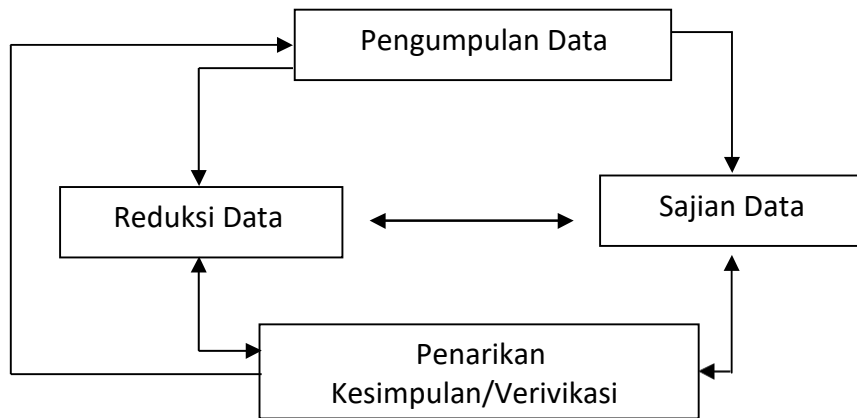 Pengumpulan Data
Reduksi Data
Sajian Data
Penarikan
Kesimpulan/Verivikasi